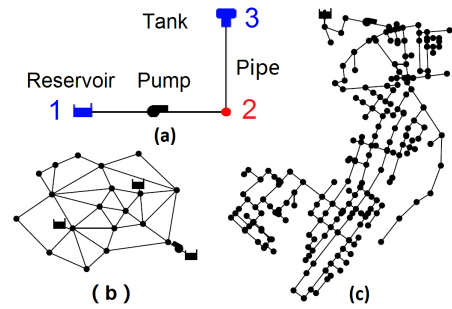 Tank 3
Reservoir Pump Pipe
1 2
(a)
( b )
(c)